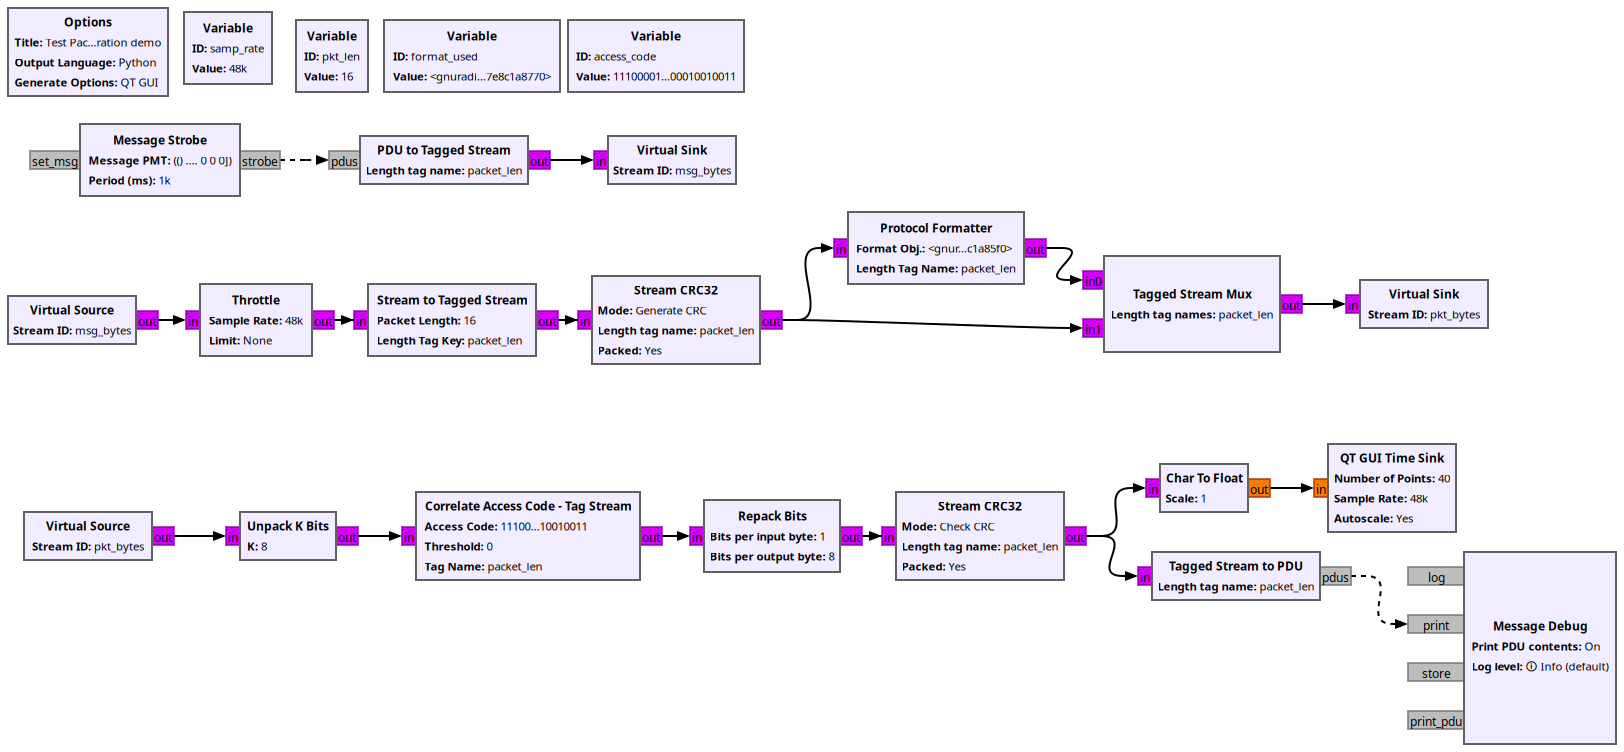 Options
Title: Test Pac...ration demo
Output Language: Python
Generate Options: QT GUI
Variable
ID: samp_rate
Value: 48k
Variable
ID: pkt_len
Value: 16
Variable
ID: format_used
Value: <gnuradi...7e8c1a8770>
Variable
ID: access_code
Value: 11100001...00010010011
set_msg
Message Strobe
Message PMT: (() .... 0 0 0])
Period (ms): 1k
strobe
pdus
PDU to Tagged Stream
Length tag name: packet_len
out
in
Virtual Sink
Stream ID: msg_bytes
Virtual Source
Stream ID: msg_bytes
out
in
Throttle
Sample Rate: 48k
Limit: None
out
in
Stream to Tagged Stream
Packet Length: 16
Length Tag Key: packet_len
out
in
Stream CRC32
Mode: Generate CRC
Length tag name: packet_len
Packed: Yes
out
in
Protocol Formatter
Format Obj.: <gnur...c1a85f0>
Length Tag Name: packet_len
out
in0
in1
Tagged Stream Mux
Length tag names: packet_len
out
in
Virtual Sink
Stream ID: pkt_bytes
Virtual Source
Stream ID: pkt_bytes
out
in
Unpack K Bits
K: 8
out
in
Correlate Access Code - Tag Stream
Access Code: 11100...10010011
Threshold: 0
Tag Name: packet_len
out
in
Repack Bits
Bits per input byte: 1
Bits per output byte: 8
out
in
Stream CRC32
Mode: Check CRC
Length tag name: packet_len
Packed: Yes
out
in
Char To Float
Scale: 1
out
in
QT GUI Time Sink
Number of Points: 40
Sample Rate: 48k
Autoscale: Yes
in
Tagged Stream to PDU
Length tag name: packet_len
pdus
log
print
store
print_pdu
Message Debug
Print PDU contents: On
Log level: 🛈 Info (default)